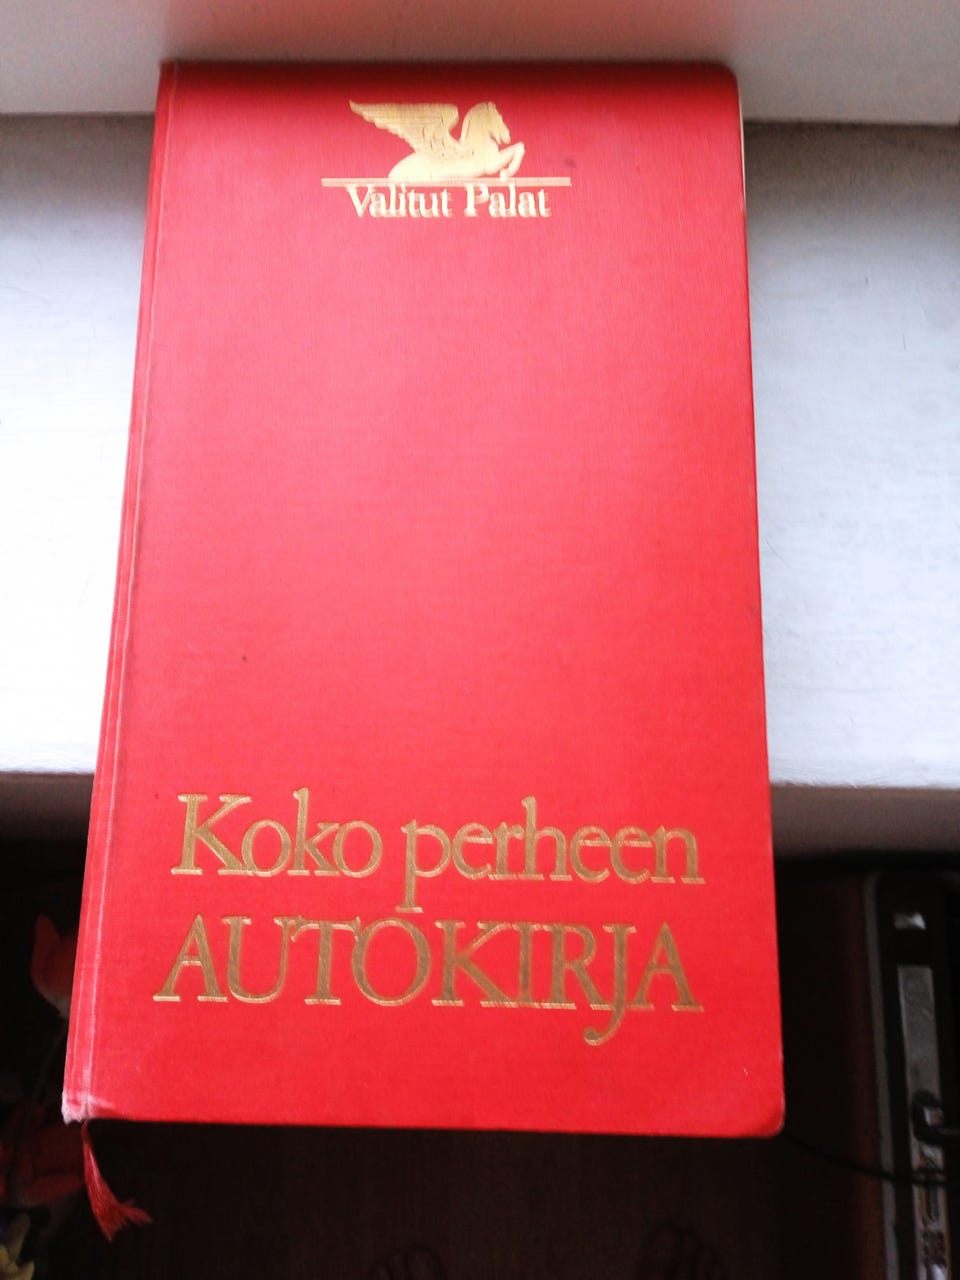 Valitut Palat
Koko perheen
AUTOKIRJA